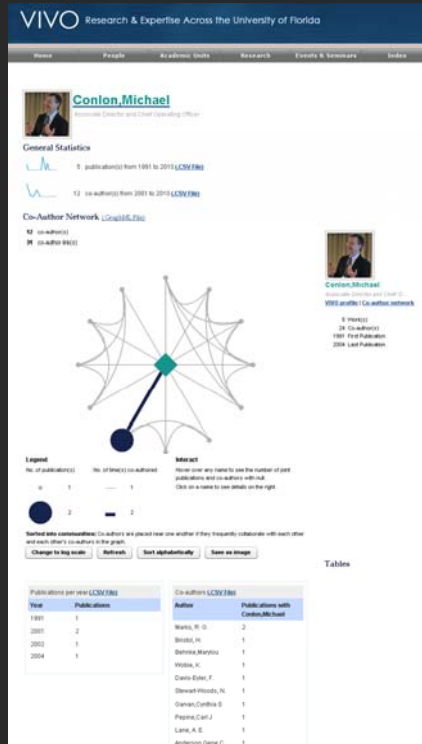 VIVO Research & Expertise Across the University of Florida
Home People Academic Units Research Events & Seminars Index
Conlon,Michael
Associate Director and Chief Operating Officer
General Statistics
publication(s) from 1991 to 2010 (.CSV File)
co-author(s) from 2001 to 2010 (.CSV File)
Co-Author Network (GraphML File)
co-author(s)
co-author link(s)
Conlon,Michael
Associate Director and Chief O...
VIVO profile | Co-author network
Work(s)
Co-author(s)
1991 First Publication
2004 Last Publication
Legend
No. of publication(s) No. of time(s) co-authored
1 1
2 2
Interact
Hover over any name to see the number of joint
publications and co-authors with null.
Click on a name to see details on the right.
Sorted into communities: Co-authors are placed near one another if they frequently collaborate with each other
and each other's co-authors in the graph.
Change to log scale Refresh Sort alphabetically Save as image
Tables
Publications per year (.CSV File)
Year Publications
1991 1
2001 2
2002 1
2004 1
Co-authors (.CSV File)
Author Publications with
Conlon,Michael
Marks, R. G. 2
Bristol, H. 1
Behnke,Marylou 1
Wobie, K. 1
Davis-Eyler, F. 1
Stewart-Woods, N. 1
Garvan,Cynthia S 1
Pepine,Carl J 1
Lane, A. E. 1
Anderson,Gene C 1